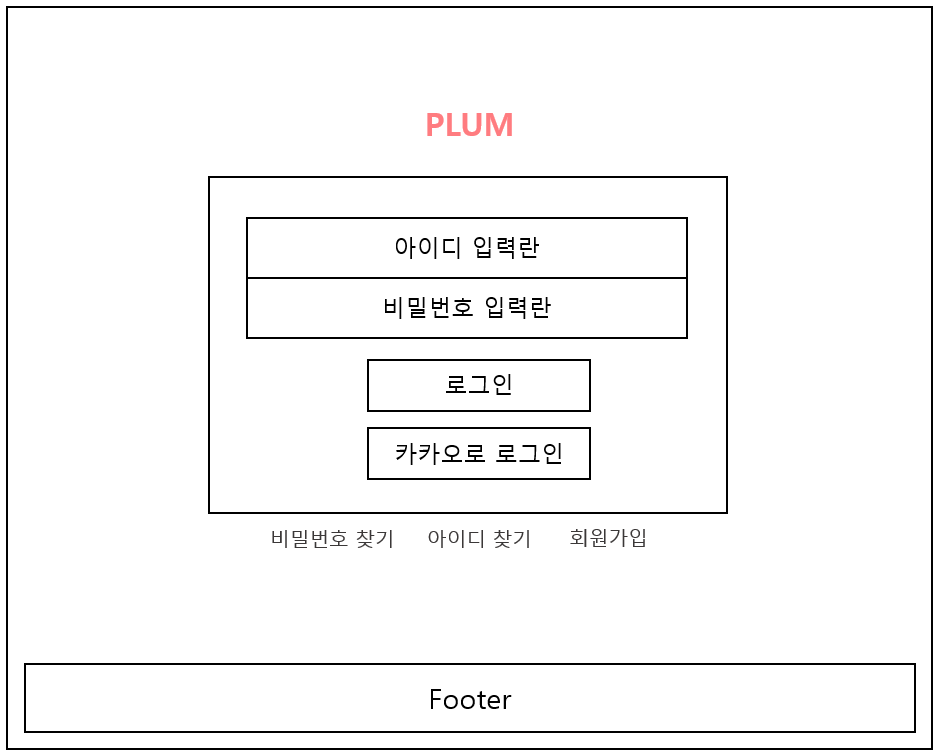 PLUM
아이디 입력란
비밀번호 입력란
로그인
카카오로 로그인
비밀번호 찾기 아이디 찾기 회원가입
Footer